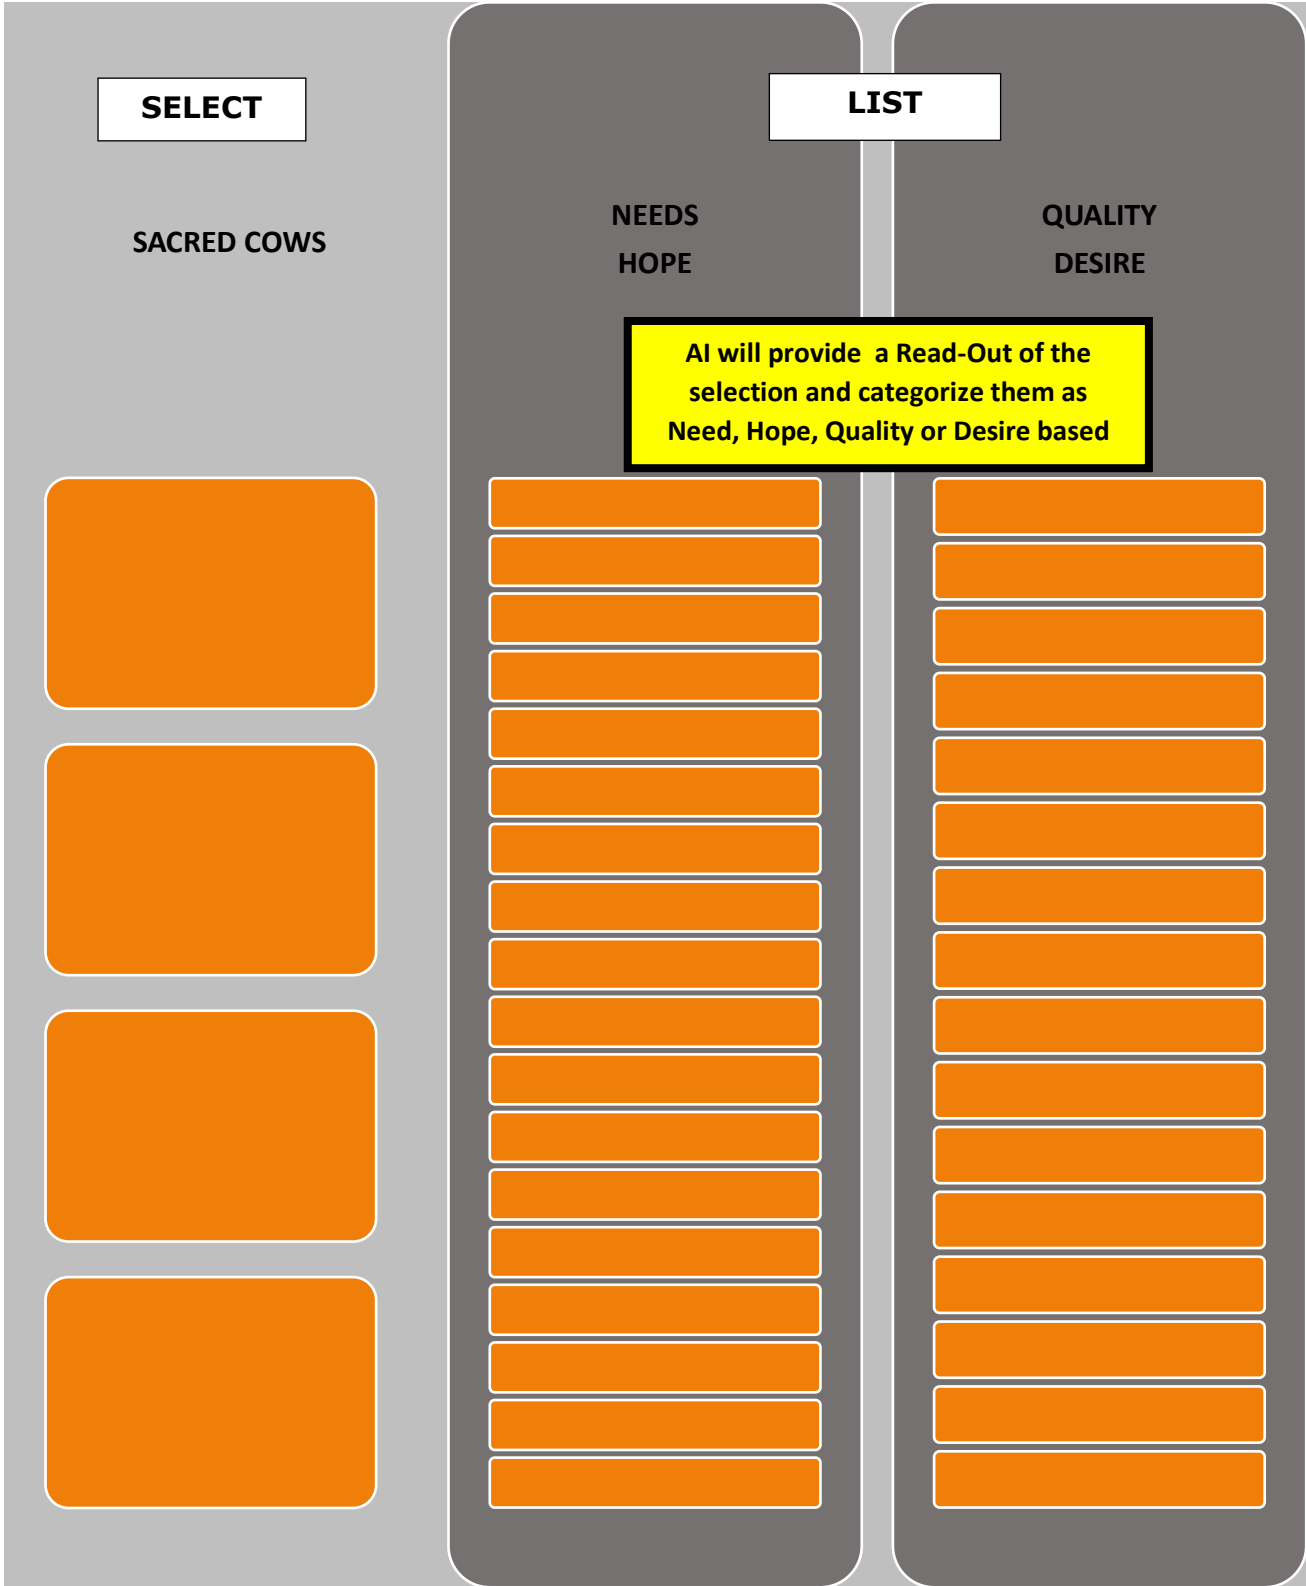 SELECT
LIST
SACRED COWS
NEEDS
HOPE
QUALITY
DESIRE
AI will provide  a Read-Out of the
selection and categorize them as
Need, Hope, Quality or Desire based